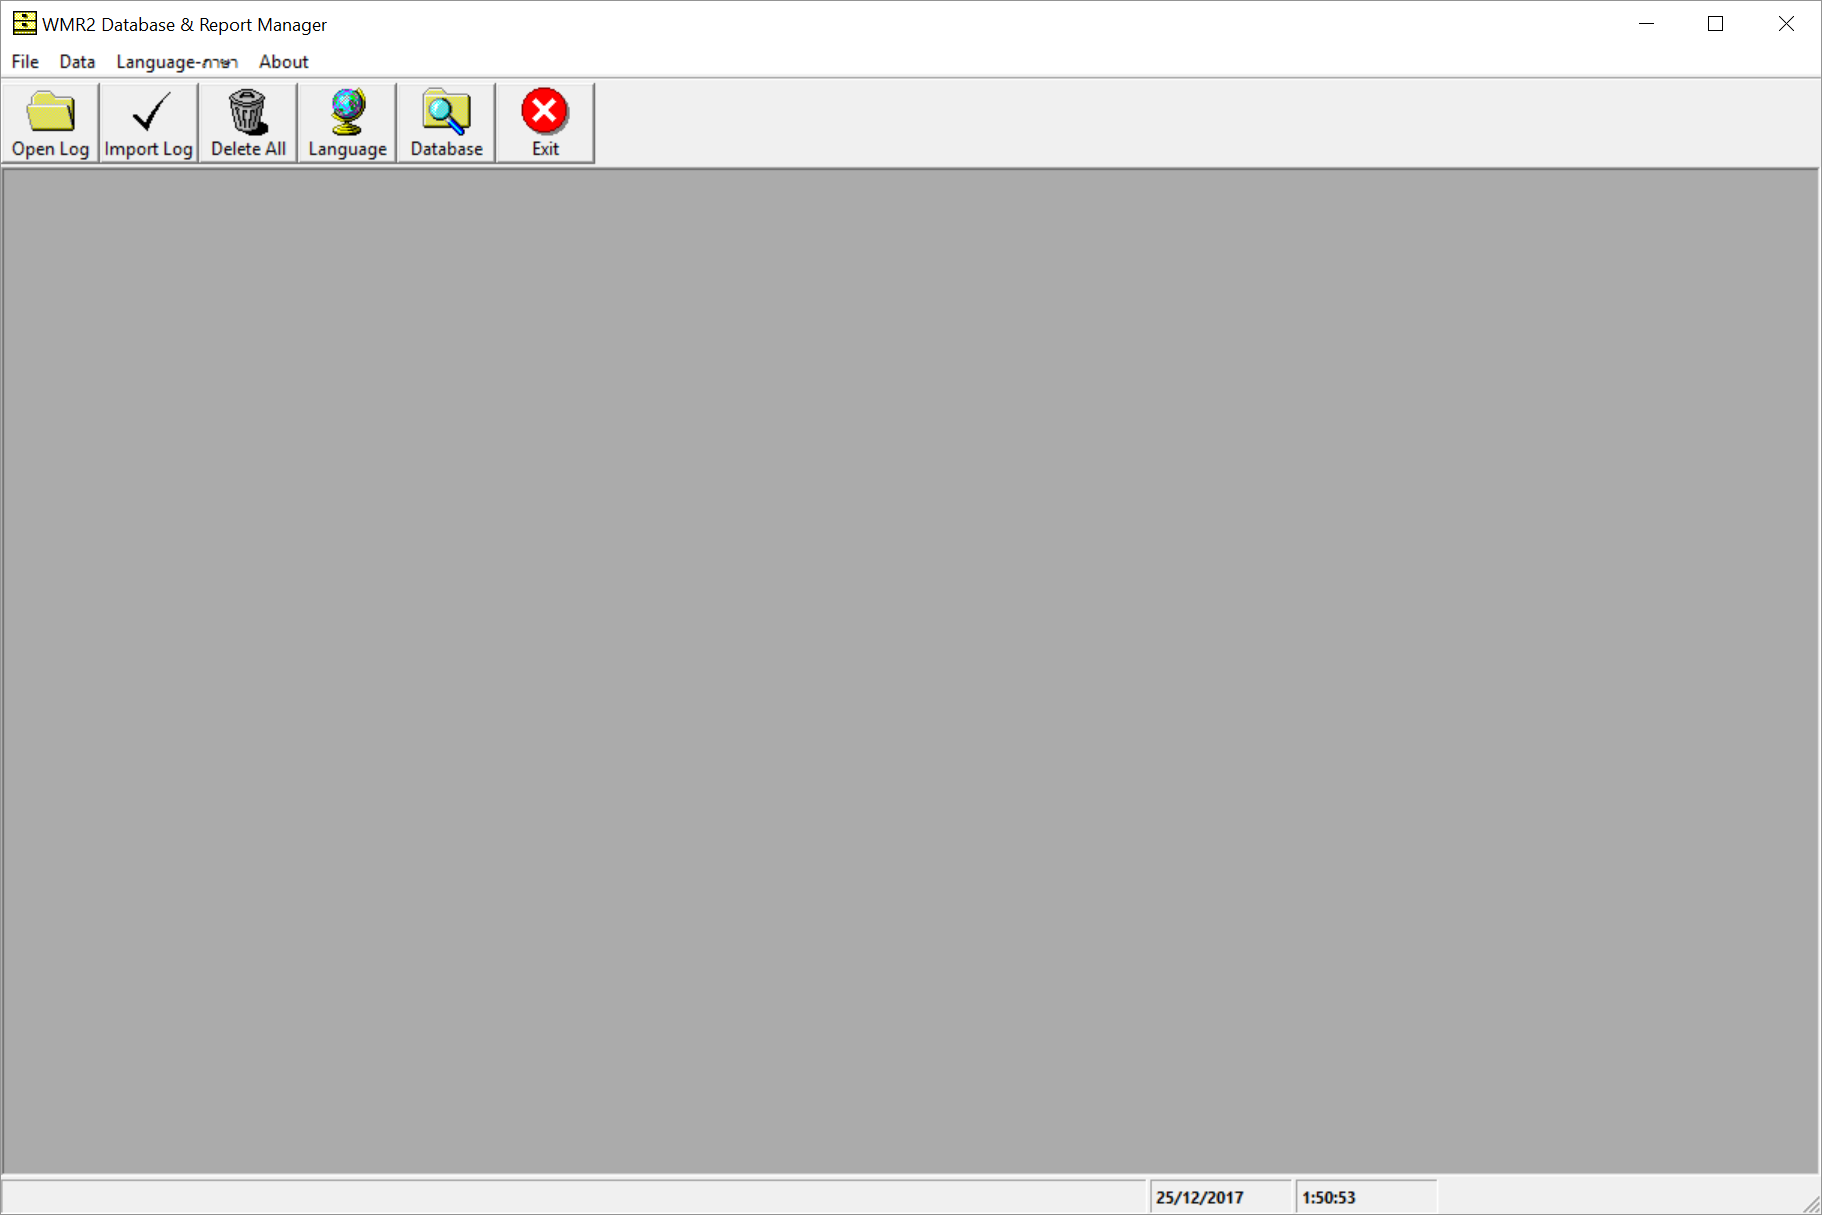 WMR2 Database & Report Manager
File Data Language-ภาษา About
Open Log Import Log Delete All Language Database Exit
25/12/2017 1:50:53